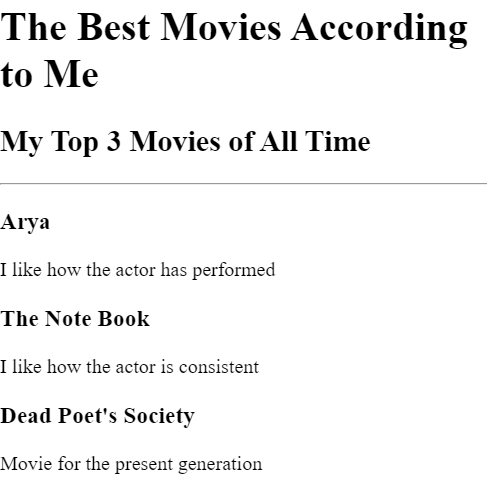 The Best Movies According
to Me
My Top 3 Movies of All Time
Arya
I like how the actor has performed
The Note Book
I like how the actor is consistent
Dead Poet's Society
Movie for the present generation